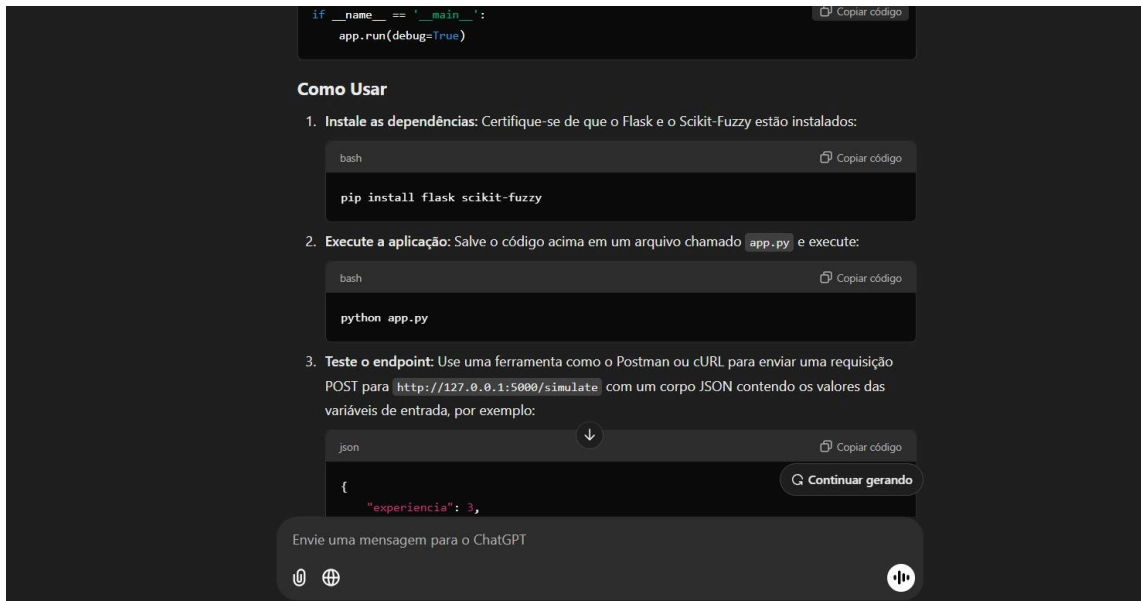 if __name__ == '__main__':
Copiar código
app.run(debug=True)
Como Usar
1. Instale as dependências: Certifique-se de que o Flask e o Scikit-Fuzzy estão instalados:
bash
Copiar código
pip install flask scikit-fuzzy
2. Execute a aplicação: Salve o código acima em um arquivo chamado app.py e execute:
bash
Copiar código
python app.py
3. Teste o endpoint: Use uma ferramenta como o Postman ou cURL para enviar uma requisição
POST para http://127.0.0.1:5000/simulate com um corpo JSON contendo os valores das
variáveis de entrada, por exemplo:
json
Copiar código
{
Continuar gerando
"experiencia": 3,
Envie uma mensagem para o ChatGPT